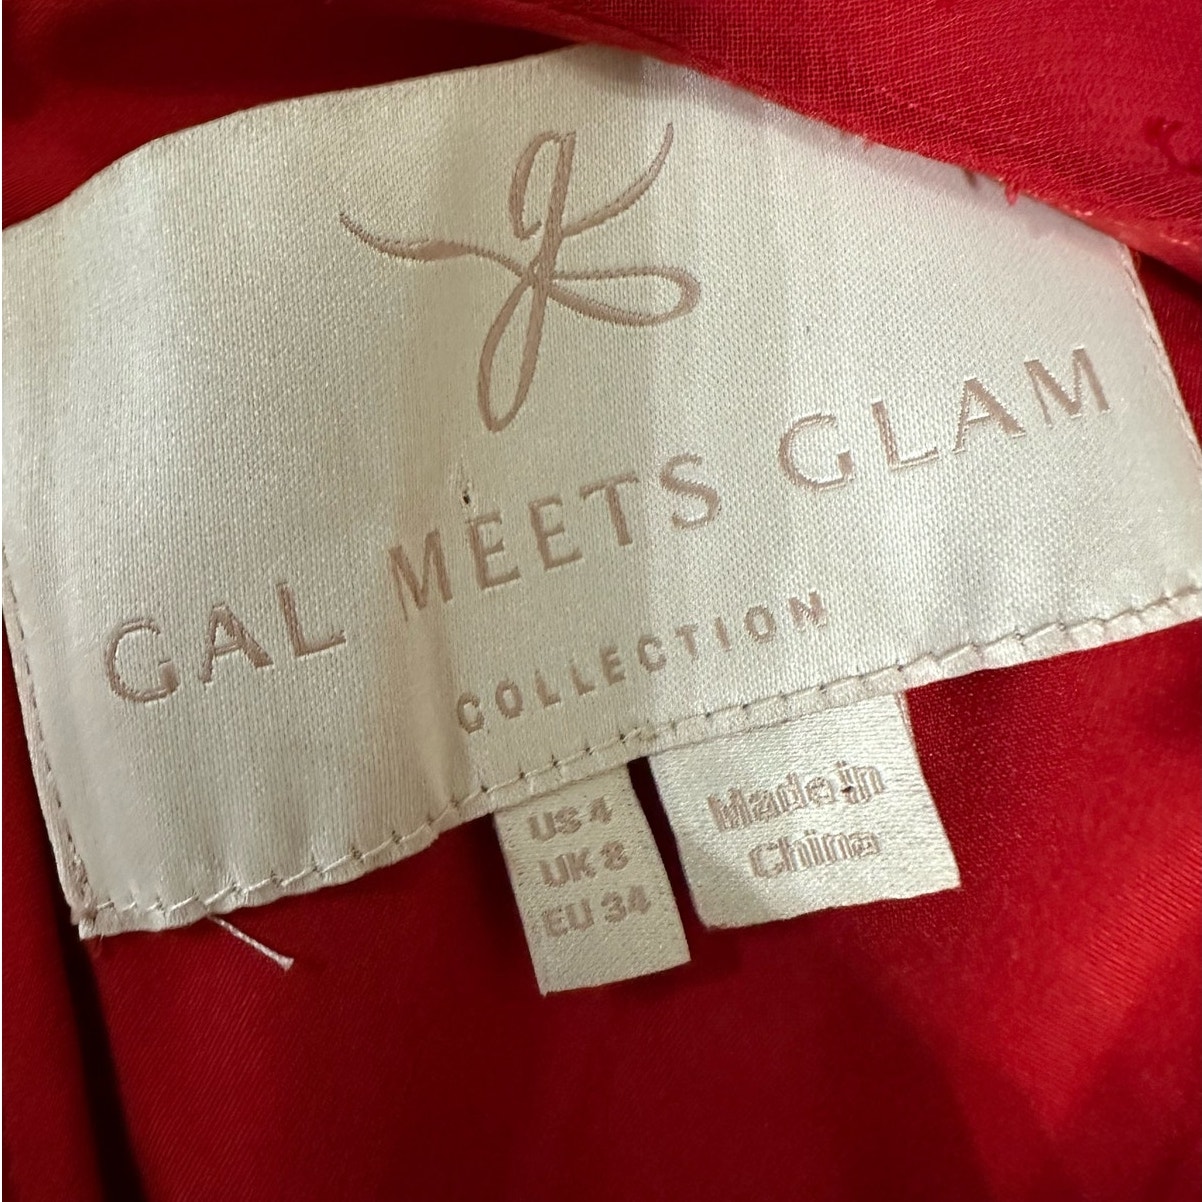 g
GAL MEETS GLAM
COLLECTION
US 4
UK 8
EU 34
Made in
China